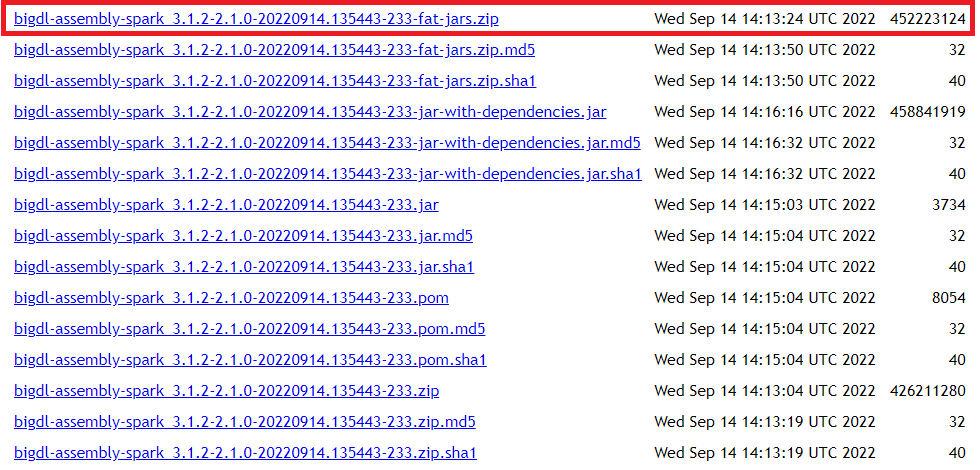 bigdl-assembly-spark_3.1.2-2.1.0-20220914.135443-233-fat-jars.zip Wed Sep 14 14:13:24 UTC 2022 452223124
bigdl-assembly-spark_3.1.2-2.1.0-20220914.135443-233-fat-jars.zip.md5 Wed Sep 14 14:13:50 UTC 2022 32
bigdl-assembly-spark_3.1.2-2.1.0-20220914.135443-233-fat-jars.zip.sha1 Wed Sep 14 14:13:50 UTC 2022 40
bigdl-assembly-spark_3.1.2-2.1.0-20220914.135443-233-jar-with-dependencies.jar Wed Sep 14 14:16:16 UTC 2022 458841919
bigdl-assembly-spark_3.1.2-2.1.0-20220914.135443-233-jar-with-dependencies.jar.md5 Wed Sep 14 14:16:32 UTC 2022 32
bigdl-assembly-spark_3.1.2-2.1.0-20220914.135443-233-jar-with-dependencies.jar.sha1 Wed Sep 14 14:16:32 UTC 2022 40
bigdl-assembly-spark_3.1.2-2.1.0-20220914.135443-233.jar Wed Sep 14 14:15:03 UTC 2022 3734
bigdl-assembly-spark_3.1.2-2.1.0-20220914.135443-233.jar.md5 Wed Sep 14 14:15:04 UTC 2022 32
bigdl-assembly-spark_3.1.2-2.1.0-20220914.135443-233.jar.sha1 Wed Sep 14 14:15:04 UTC 2022 40
bigdl-assembly-spark_3.1.2-2.1.0-20220914.135443-233.pom Wed Sep 14 14:15:04 UTC 2022 8054
bigdl-assembly-spark_3.1.2-2.1.0-20220914.135443-233.pom.md5 Wed Sep 14 14:15:04 UTC 2022 32
bigdl-assembly-spark_3.1.2-2.1.0-20220914.135443-233.pom.sha1 Wed Sep 14 14:15:04 UTC 2022 40
bigdl-assembly-spark_3.1.2-2.1.0-20220914.135443-233.zip Wed Sep 14 14:13:04 UTC 2022 426211280
bigdl-assembly-spark_3.1.2-2.1.0-20220914.135443-233.zip.md5 Wed Sep 14 14:13:19 UTC 2022 32
bigdl-assembly-spark_3.1.2-2.1.0-20220914.135443-233.zip.sha1 Wed Sep 14 14:13:19 UTC 2022 40